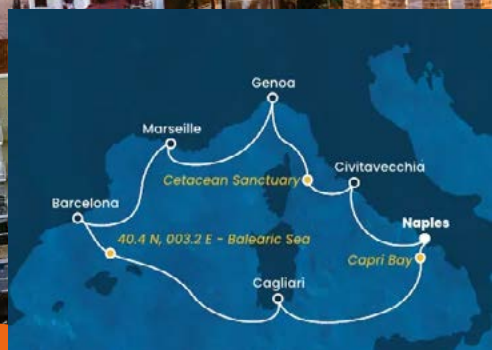 Genoa
Marseille
Cetacean Sanctuary
Civitavecchia
Barcelona
Naples
40.4 N, 003.2 E - Balearic Sea
Capri Bay
Cagliari